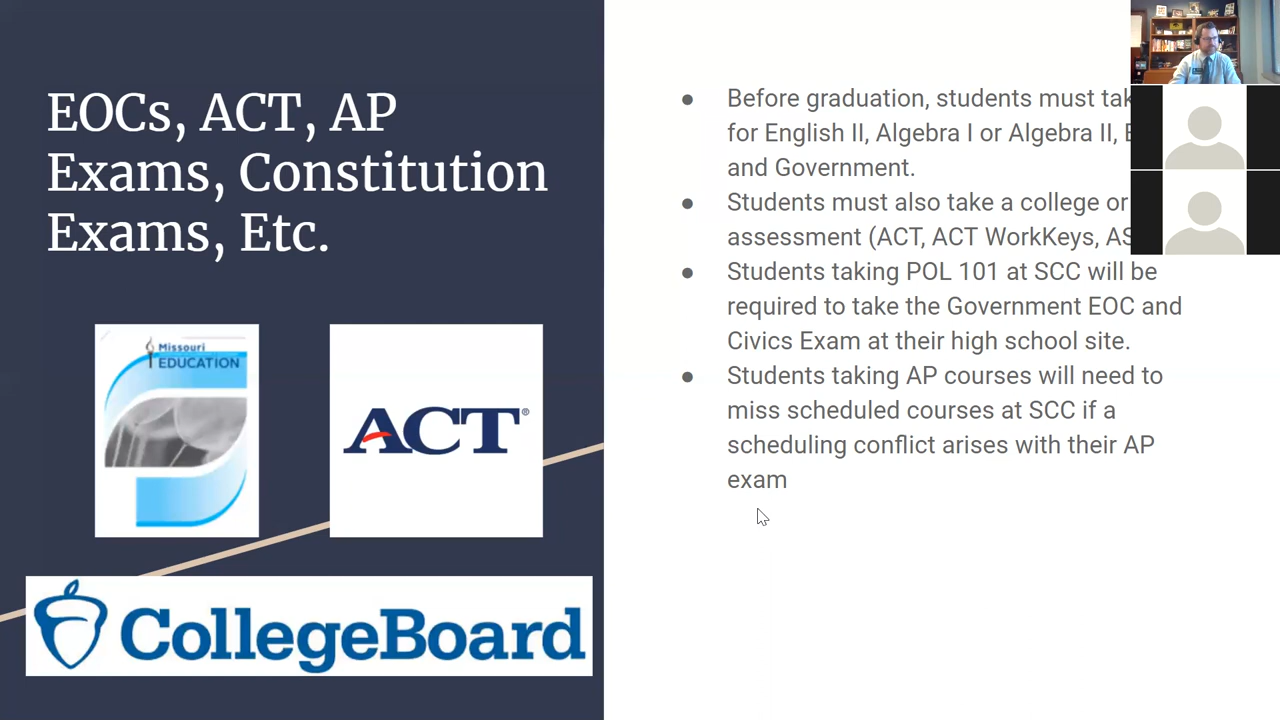 EOCs, ACT, AP
Exams, Constitution
Exams, Etc.
Missouri
EDUCATION
ACT®
CollegeBoard
● Before graduation, students must
for English II, Algebra I or Algebra II,
and Government.
● Students must also take a college or
assessment (ACT, ACT WorkKeys,
● Students taking POL 101 at SCC will be
required to take the Government EOC and
Civics Exam at their high school site.
● Students taking AP courses will need to
miss scheduled courses at SCC if a
scheduling conflict arises with their AP
exam